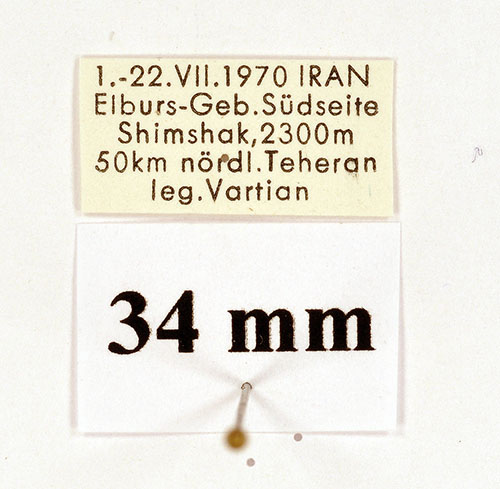 1.-22.VII.1970 IRAN
Elburs-Geb.Südseite
Shimshak,2300m
50km nördl.Teheran
leg.Vartian
34 mm